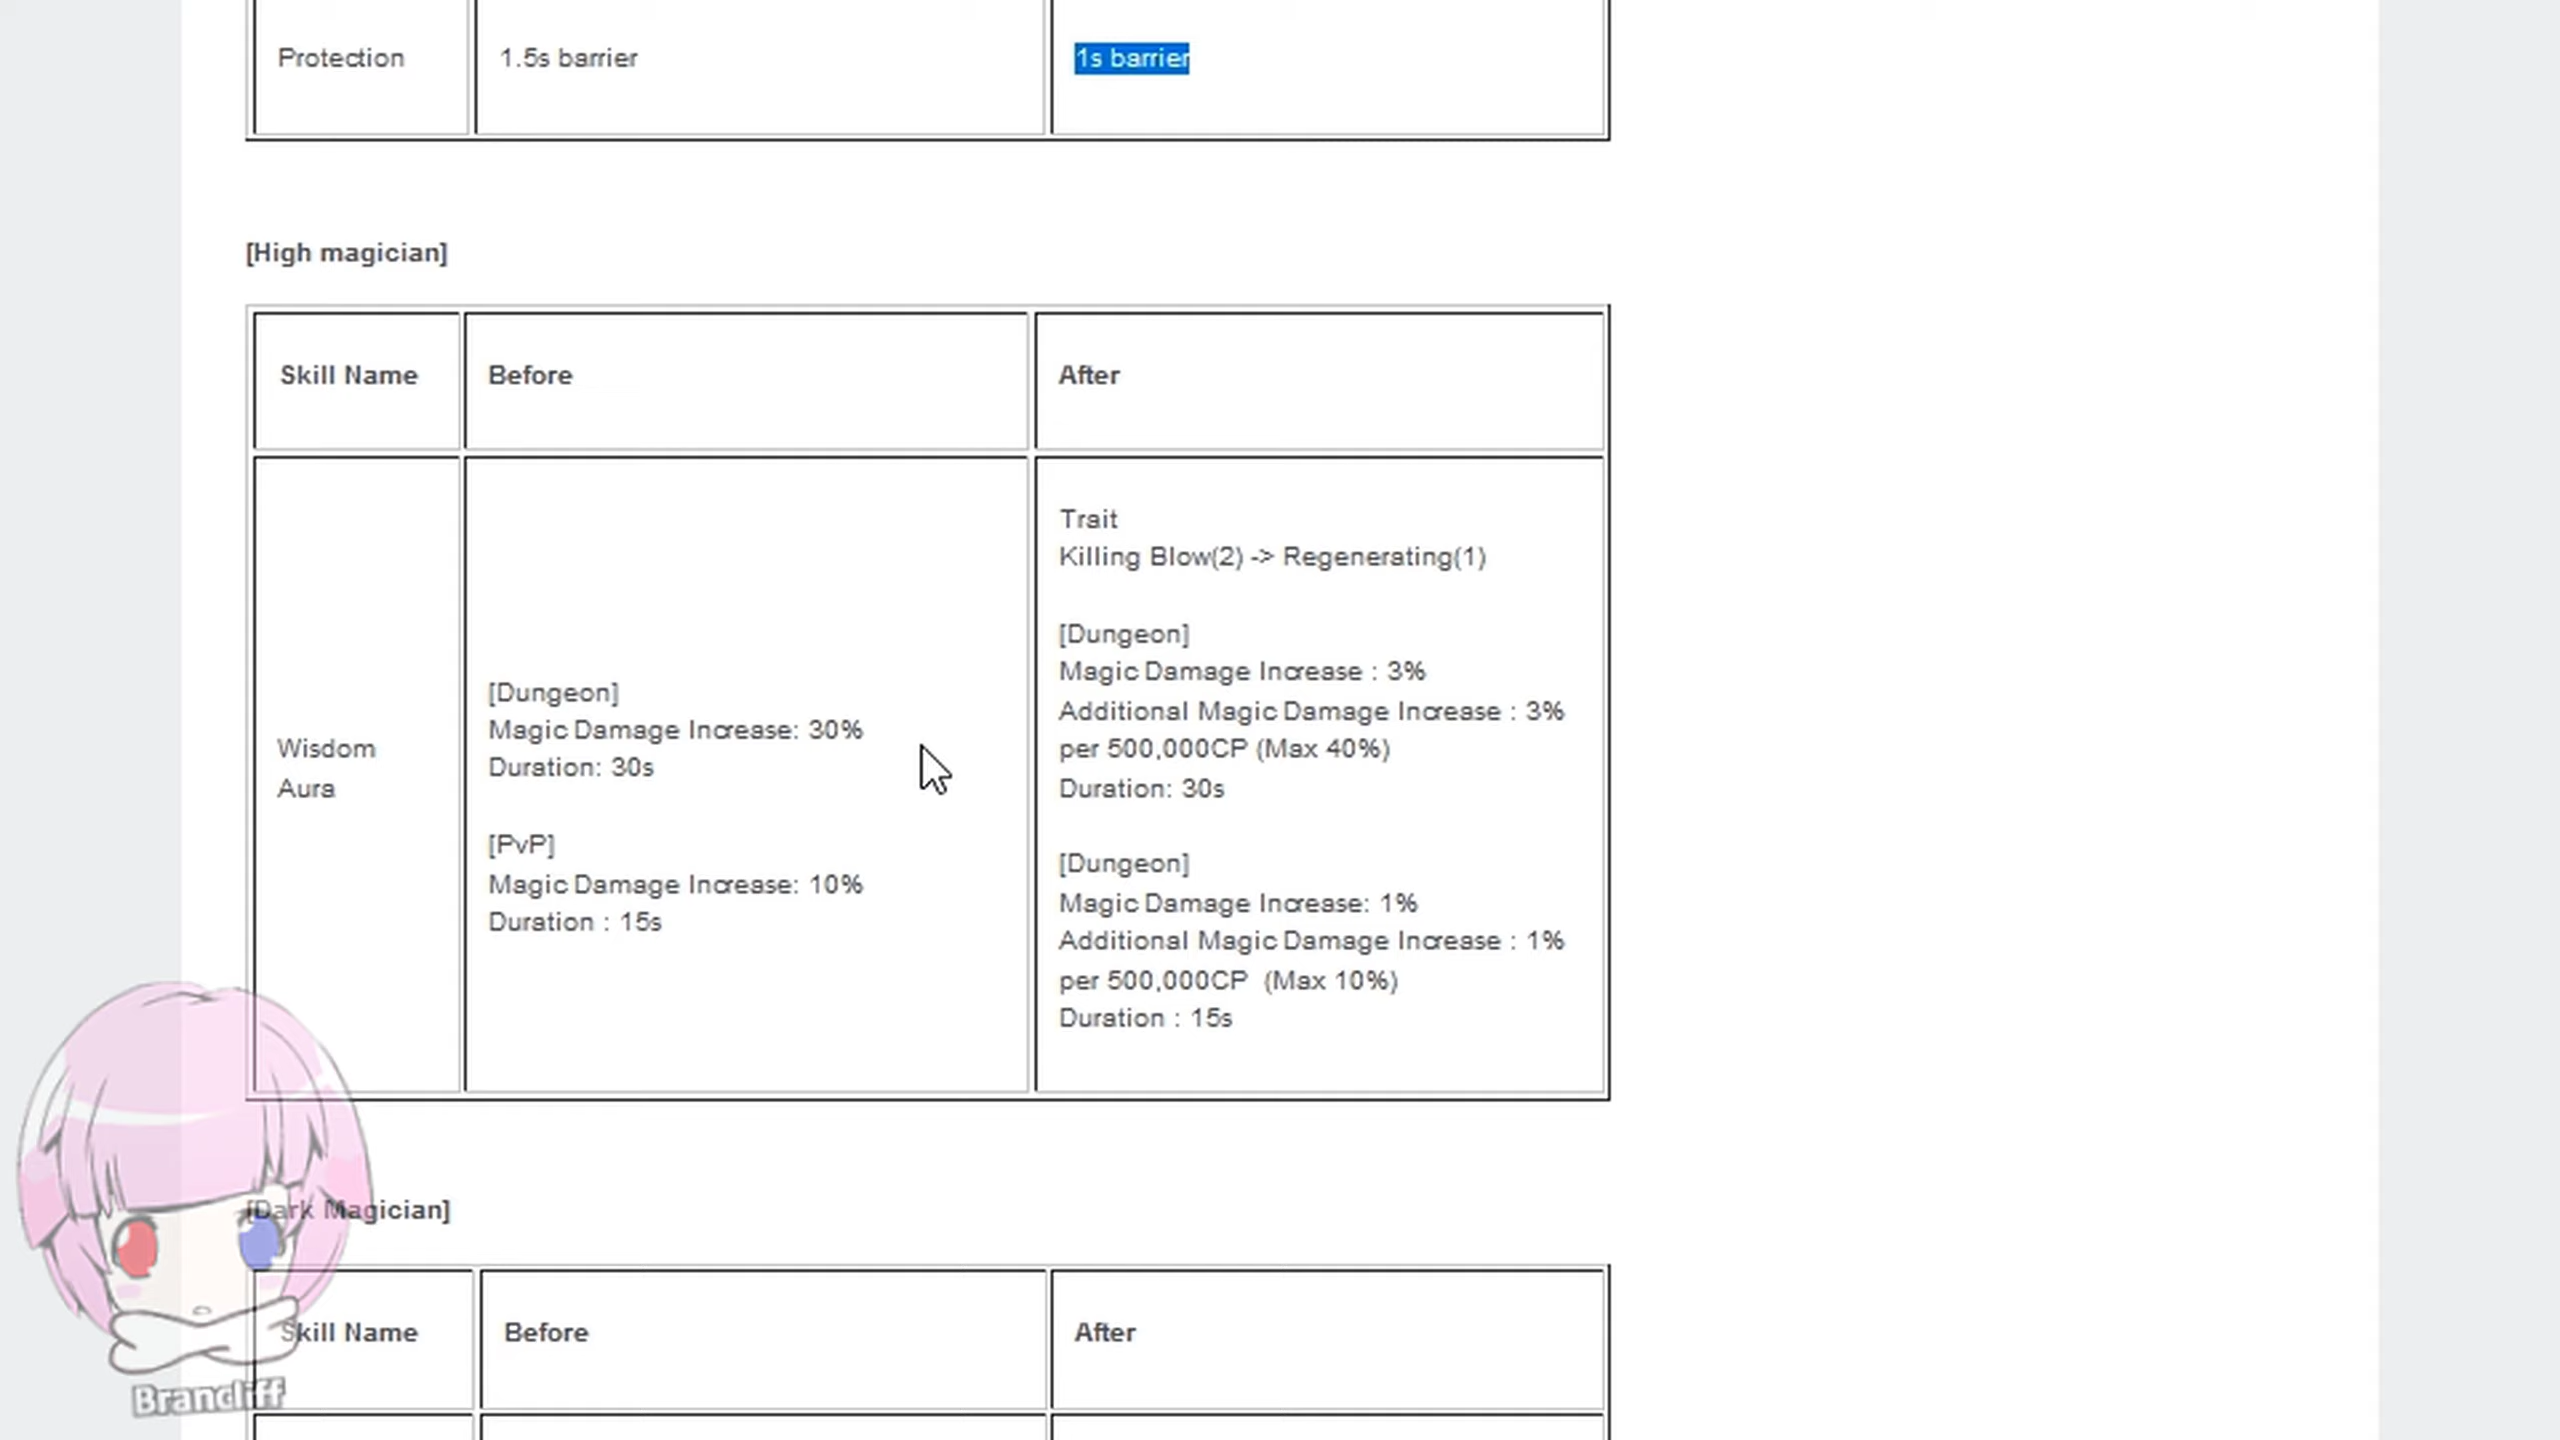 Protection
1.5s barrier
1s barrier
[High magician]
Skill Name
Before
After
Wisdom
Aura
[Dungeon]
Magic Damage Increase: 30%
Duration: 30s
[PvP]
Magic Damage Increase: 10%
Duration : 15s
Trait
Killing Blow(2) -> Regenerating(1)
[Dungeon]
Magic Damage Increase : 3%
Additional Magic Damage Increase : 3%
per 500,000CP (Max 40%)
Duration: 30s
[Dungeon]
Magic Damage Increase: 1%
Additional Magic Damage Increase : 1%
per 500,000CP  (Max 10%)
Duration : 15s
[Dark Magician]
Skill Name
Before
After
Brancliff